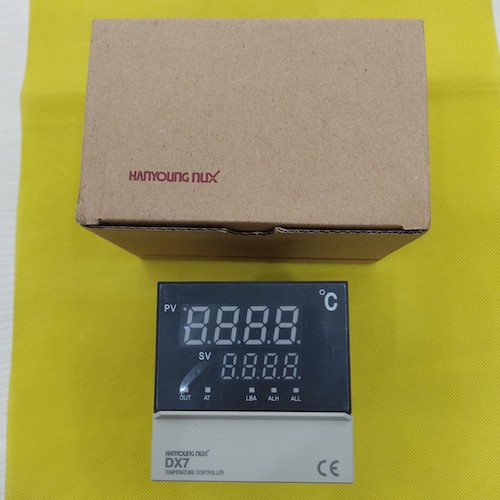 HANYOUNG NUX
°C
PV 8.8.8.8.
SV 8.8.8.8.
OUT AT LBA ALH ALL
HANYOUNG NUX
DX7
TEMPERATURE CONTROLLER
CE